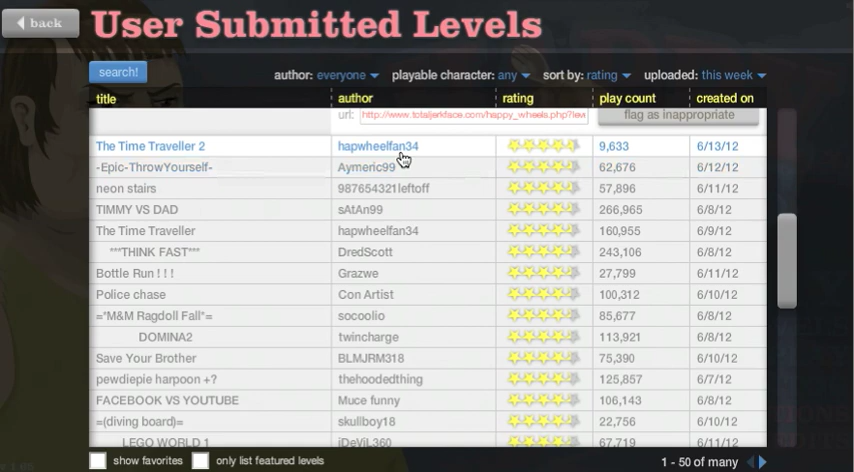 back
User Submitted Levels
search!
author: everyone playable character: any sort by: rating uploaded: this week
title author rating play count created on
url: http://www.totaljerkface.com/happy_wheels.php?lev flag as inappropriate
The Time Traveller 2 hapwheelfan34 9,633 6/13/12
-Epic-ThrowYourself- Aymeric99 62,676 6/12/12
neon stairs 987654321leftoff 57,896 6/11/12
TIMMY VS DAD sAtAn99 266,965 6/8/12
The Time Traveller hapwheelfan34 160,955 6/9/12
***THINK FAST*** DredScott 243,106 6/8/12
Bottle Run ! ! ! Grazwe 27,799 6/11/12
Police chase Con Artist 100,312 6/10/12
="M&M Ragdoll Fall"= socoolio 85,677 6/8/12
DOMINA2 twincharge 113,921 6/8/12
Save Your Brother BLMJRM318 75,390 6/10/12
pewdiepie harpoon +? thehoodedthing 125,857 6/7/12
FACEBOOK VS YOUTUBE Muce funny 106,143 6/8/12
=(diving board)= skullboy18 22,756 6/10/12
LEGO WORLD 1 iDeViL360 67,719 6/11/12
show favorites only list featured levels 1 - 50 of many